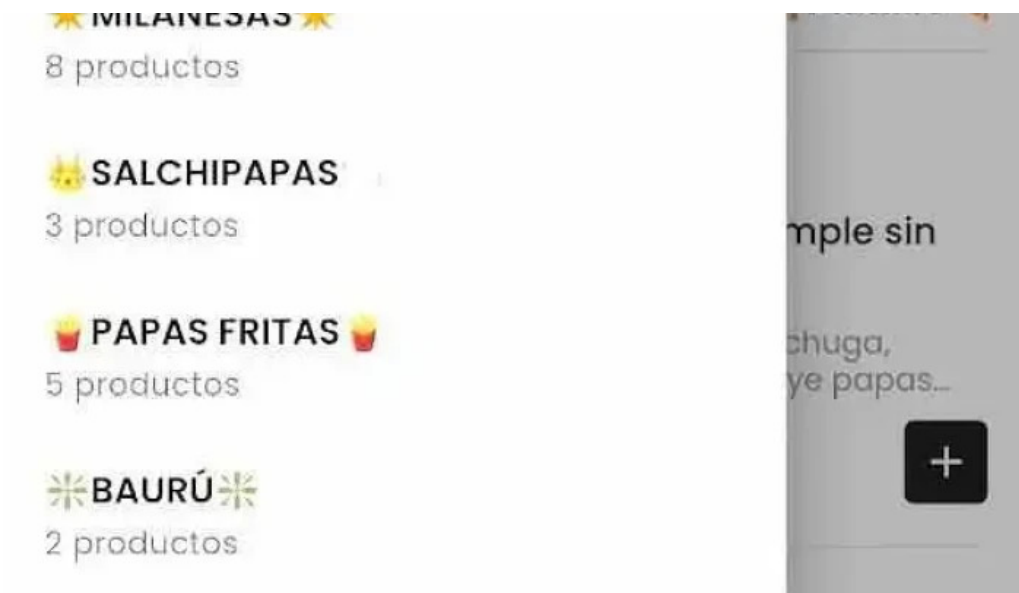 MILANESAS
8 productos
SALCHIPAPAS
3 productos
PAPAS FRITAS
5 productos
BAURÚ
2 productos
mple sin
chuga,
ye papas...
+